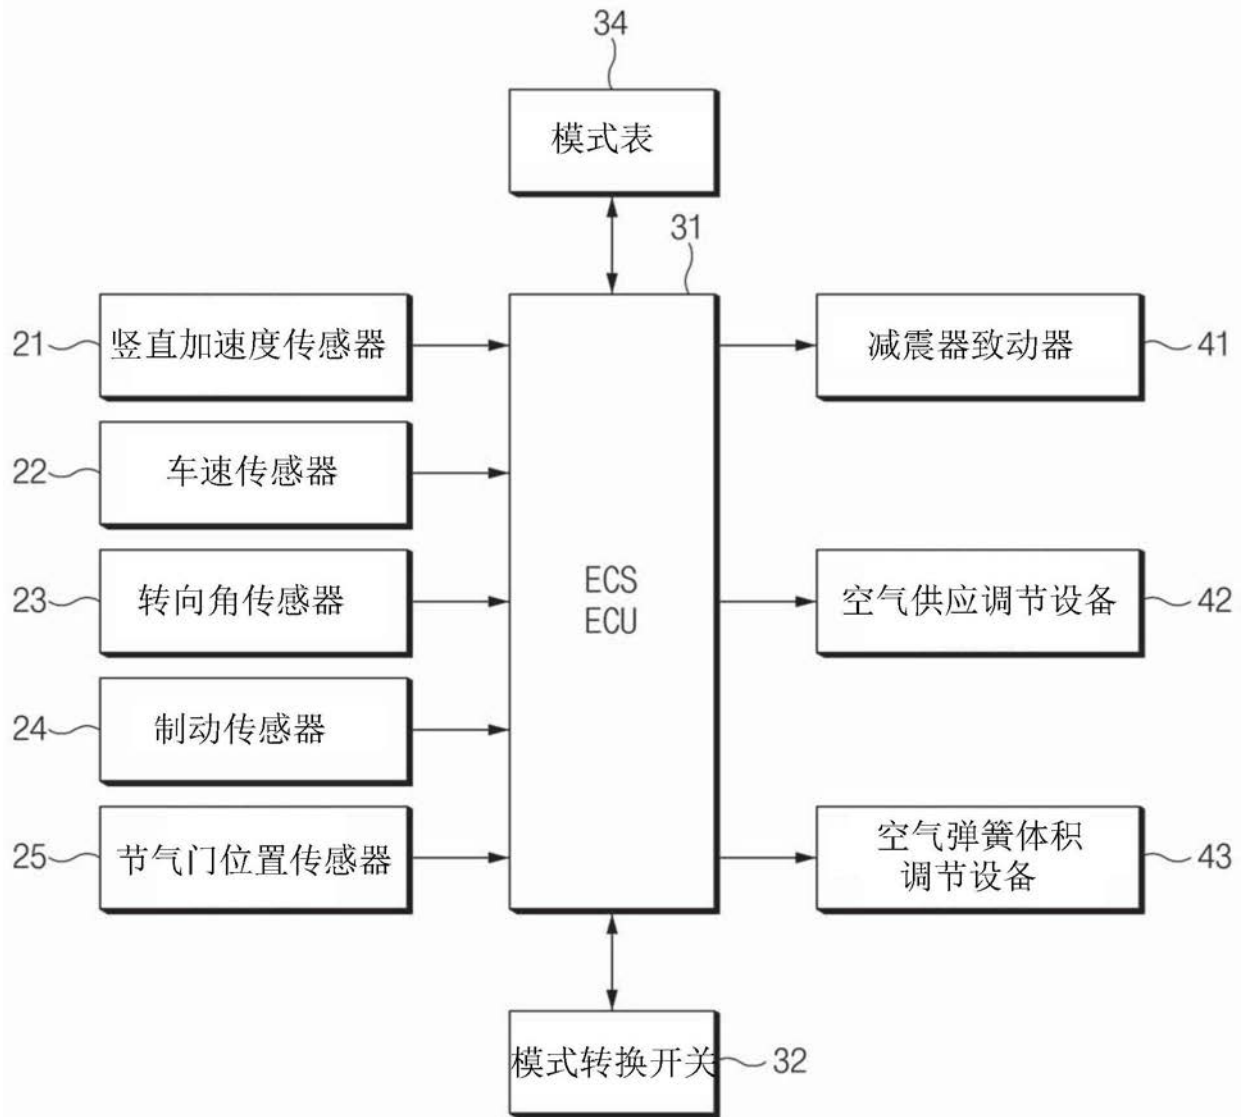 34
模式表
31
21
竖直加速度传感器
减震器致动器
41
22
车速传感器
23
转向角传感器
ECS
ECU
空气供应调节设备
42
24
制动传感器
25
节气门位置传感器
空气弹簧体积
调节设备
43
模式转换开关
32